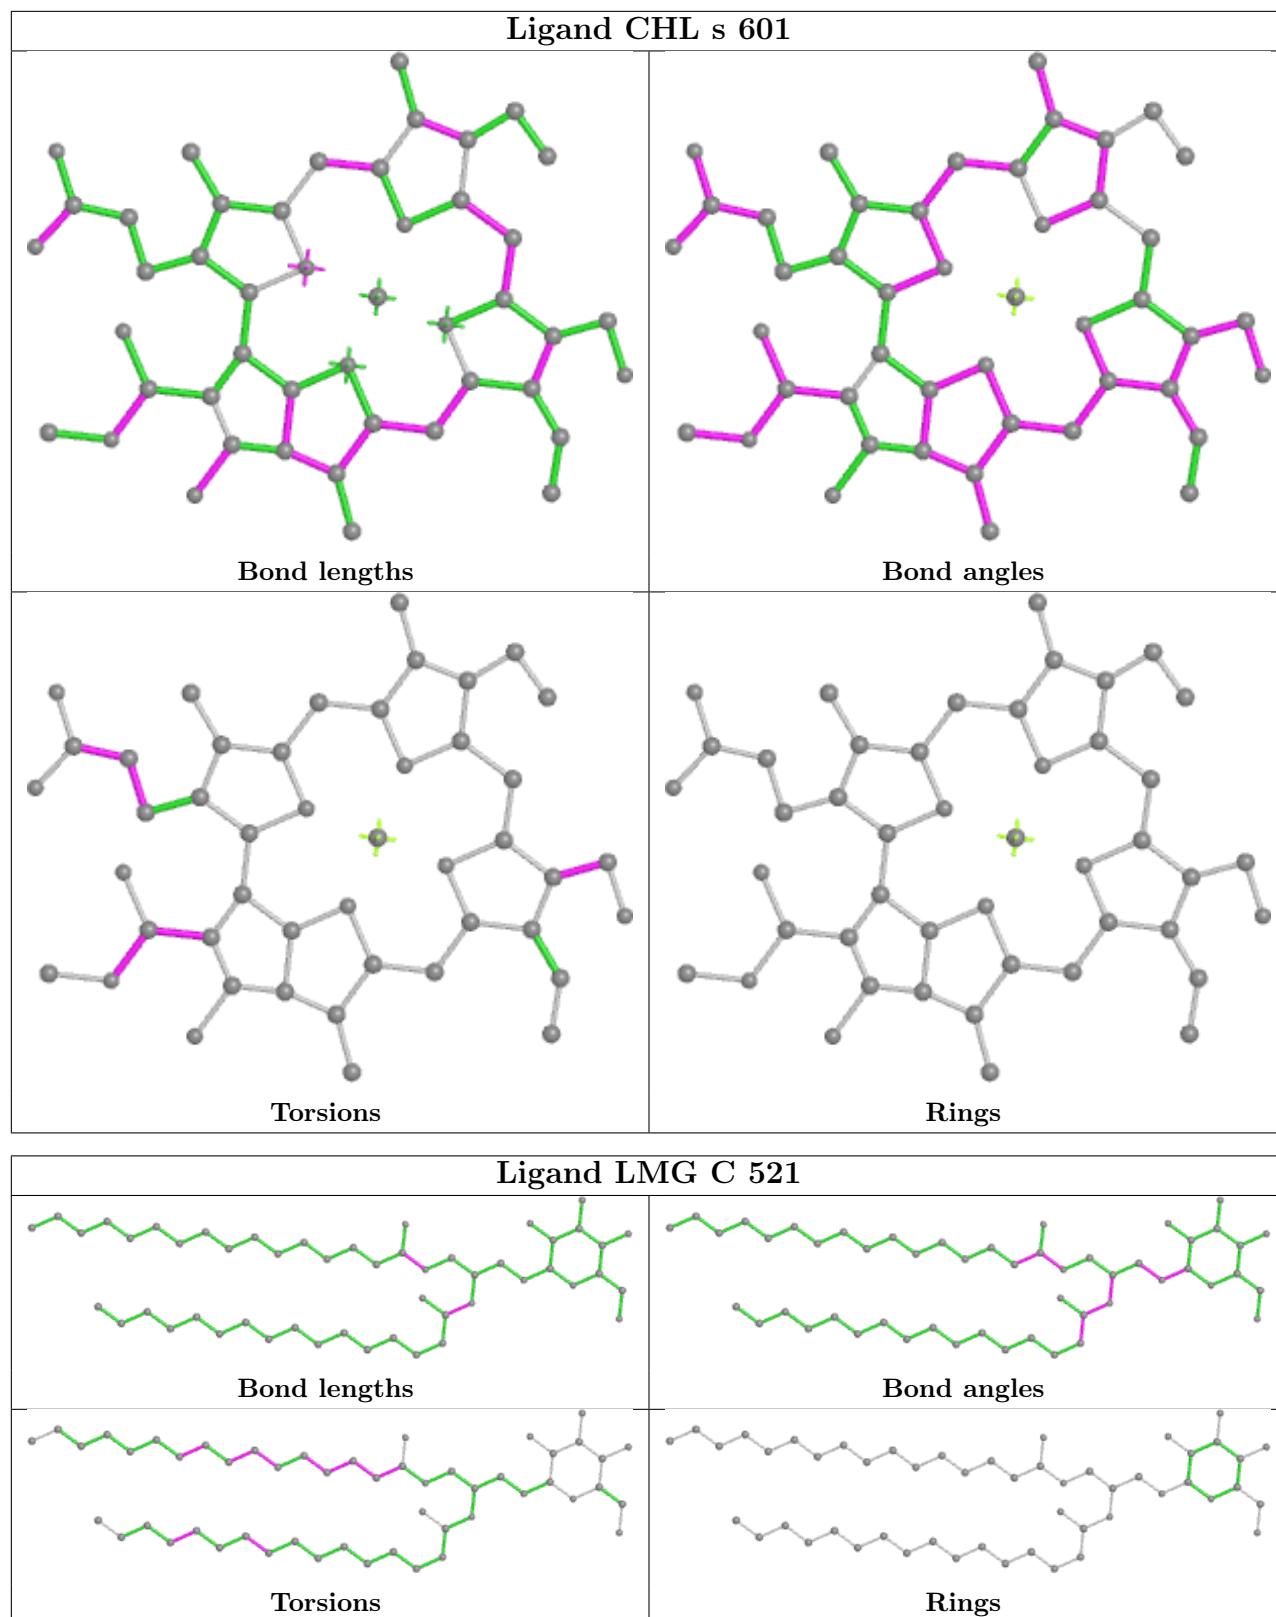 Ligand CHL s 601
Bond lengths
Bond angles
Torsions
Rings
Ligand LMG C 521
Bond lengths
Bond angles
Torsions
Rings